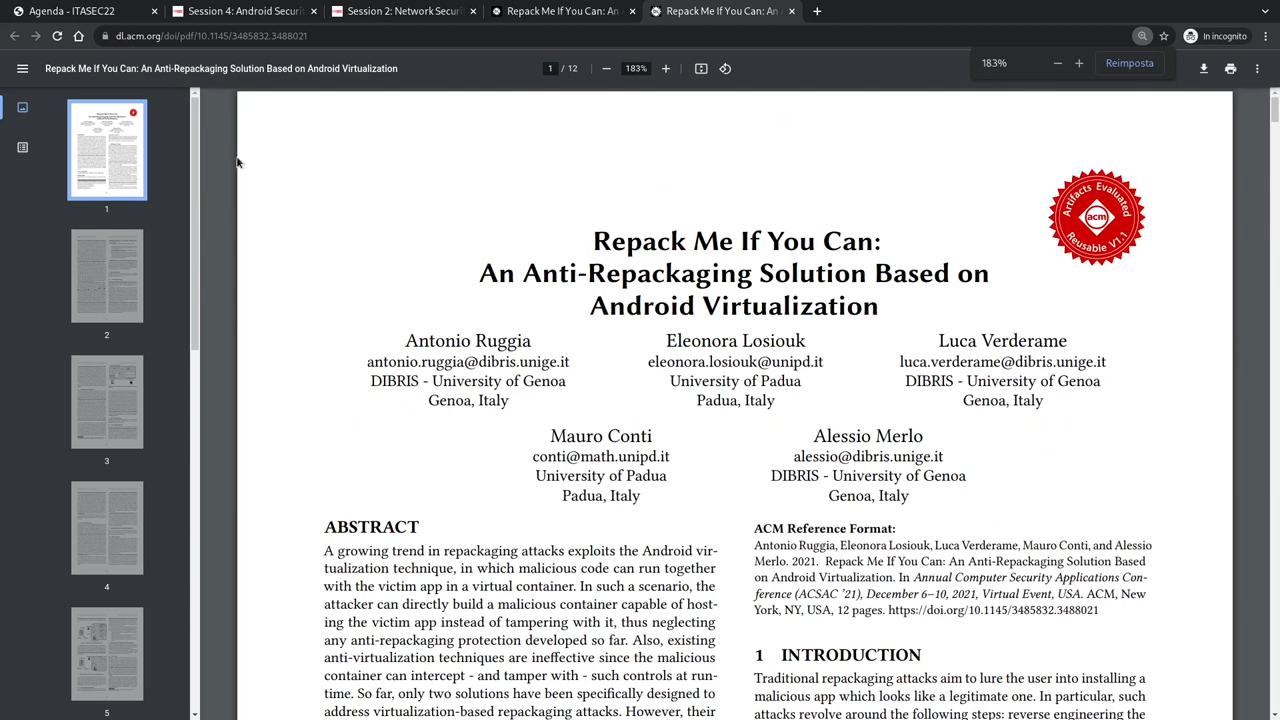 Agenda - ITASEC22
Session 4: Android Securi
Session 2: Network Securi
Repack Me If You Can: An
Repack Me If You Can: An
dl.acm.org/doi/pdf/10.1145/3485832.3488021
In incognito
Repack Me If You Can: An Anti-Repackaging Solution Based on Android Virtualization
1 / 12
183%
183%
Reimposta
1
2
3
4
5
Artifacts Evaluated
acm
Reusable V1.1
Repack Me If You Can:
An Anti-Repackaging Solution Based on
Android Virtualization
Antonio Ruggia
antonio.ruggia@dibris.unige.it
DIBRIS - University of Genoa
Genoa, Italy
Eleonora Losiouk
eleonora.losiouk@unipd.it
University of Padua
Padua, Italy
Luca Verderame
luca.verderame@dibris.unige.it
DIBRIS - University of Genoa
Genoa, Italy
Mauro Conti
conti@math.unipd.it
University of Padua
Padua, Italy
Alessio Merlo
alessio@dibris.unige.it
DIBRIS - University of Genoa
Genoa, Italy
ABSTRACT
A growing trend in repackaging attacks exploits the Android vir-
tualization technique, in which malicious code can run together
with the victim app in a virtual container. In such a scenario, the
attacker can directly build a malicious container capable of host-
ing the victim app instead of tampering with it, thus neglecting
any anti-repackaging protection developed so far. Also, existing
anti-virtualization techniques are ineffective since the malicious
container can intercept - and tamper with - such controls at run-
time. So far, only two solutions have been specifically designed to
address virtualization-based repackaging attacks. However, their
ACM Reference Format:
Antonio Ruggia, Eleonora Losiouk, Luca Verderame, Mauro Conti, and Alessio
Merlo. 2021. Repack Me If You Can: An Anti-Repackaging Solution Based
on Android Virtualization. In Annual Computer Security Applications Con-
ference (ACSAC '21), December 6–10, 2021, Virtual Event, USA. ACM, New
York, NY, USA, 12 pages. https://doi.org/10.1145/3485832.3488021
1 INTRODUCTION
Traditional repackaging attacks aim to lure the user into installing a
malicious app which looks like a legitimate one. In particular, such
attacks revolve around the following steps: reverse engineering the